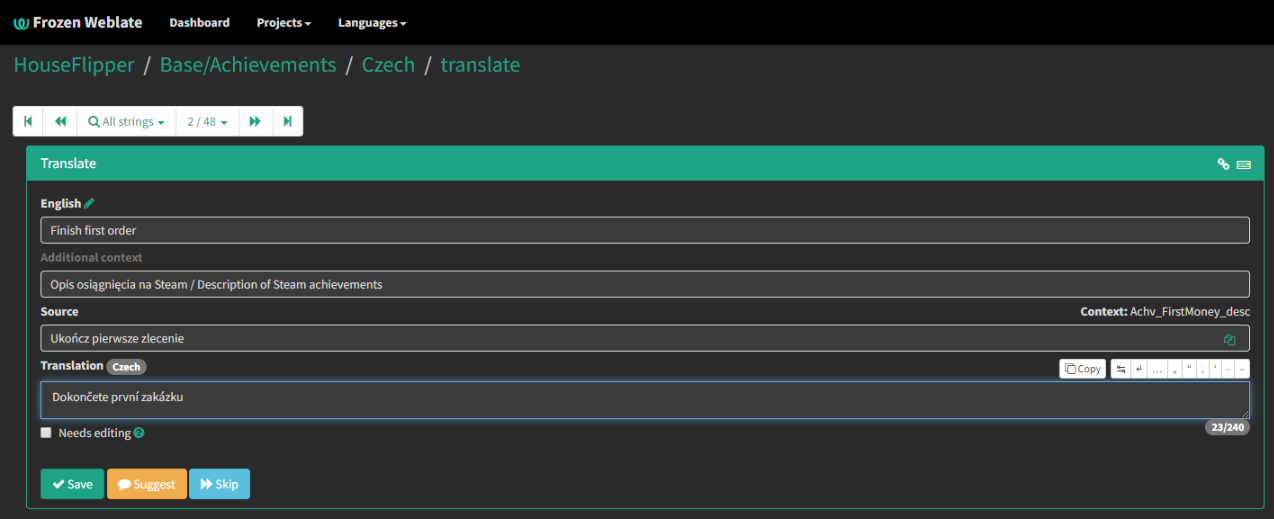 Frozen Weblate Dashboard Projects Languages
HouseFlipper / Base/Achievements / Czech / translate
All strings 2 / 48
Translate
English
Finish first order
Additional context
Opis osiągnięcia na Steam / Description of Steam achievements
Source Context: Achv_FirstMoney_desc
Ukończ pierwsze zlecenie
Translation Czech Copy ↹ ↵ … „ “ ‚ ‘ - –
Dokončete první zakázku
23/240
Needs editing
Save Suggest Skip